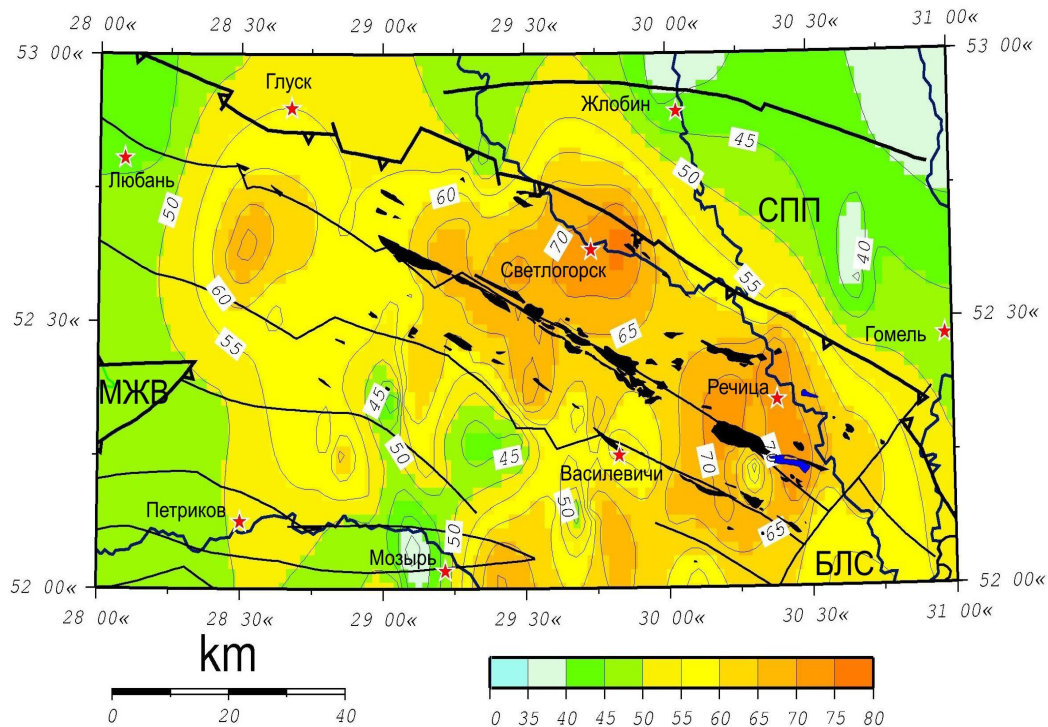 28 00« 28 30« 29 00« 29 30« 30 00« 30 30« 31 00«
53 00« 53 00«
Глуск
Жлобин
45
Любань
50
60
50
СПП
40
70
Светлогорск
55
60
52 30« 65 52 30«
Гомель
55
Речица
МЖВ
45
50
70
45
70
Василевичи
50
Петриков
50
65
Мозырь
БЛС
52 00« 52 00«
28 00« 28 30« 29 00« 29 30« 30 00« 30 30« 31 00«
km
0 20 40
0 35 40 45 50 55 60 65 70 75 80